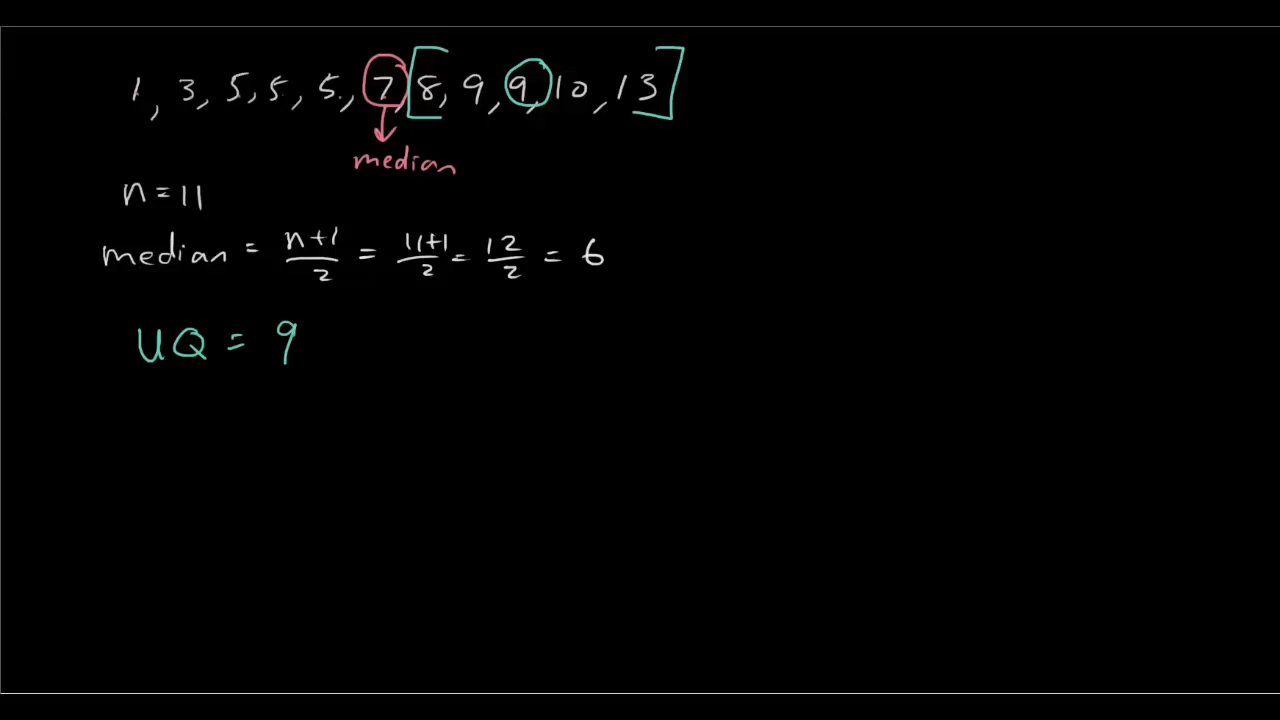 1, 3, 5, 5, 5, 7, [8, 9, 9, 10, 13]
median
n = 11
median = n+1/2 = 11+1/2 = 12/2 = 6
UQ = 9